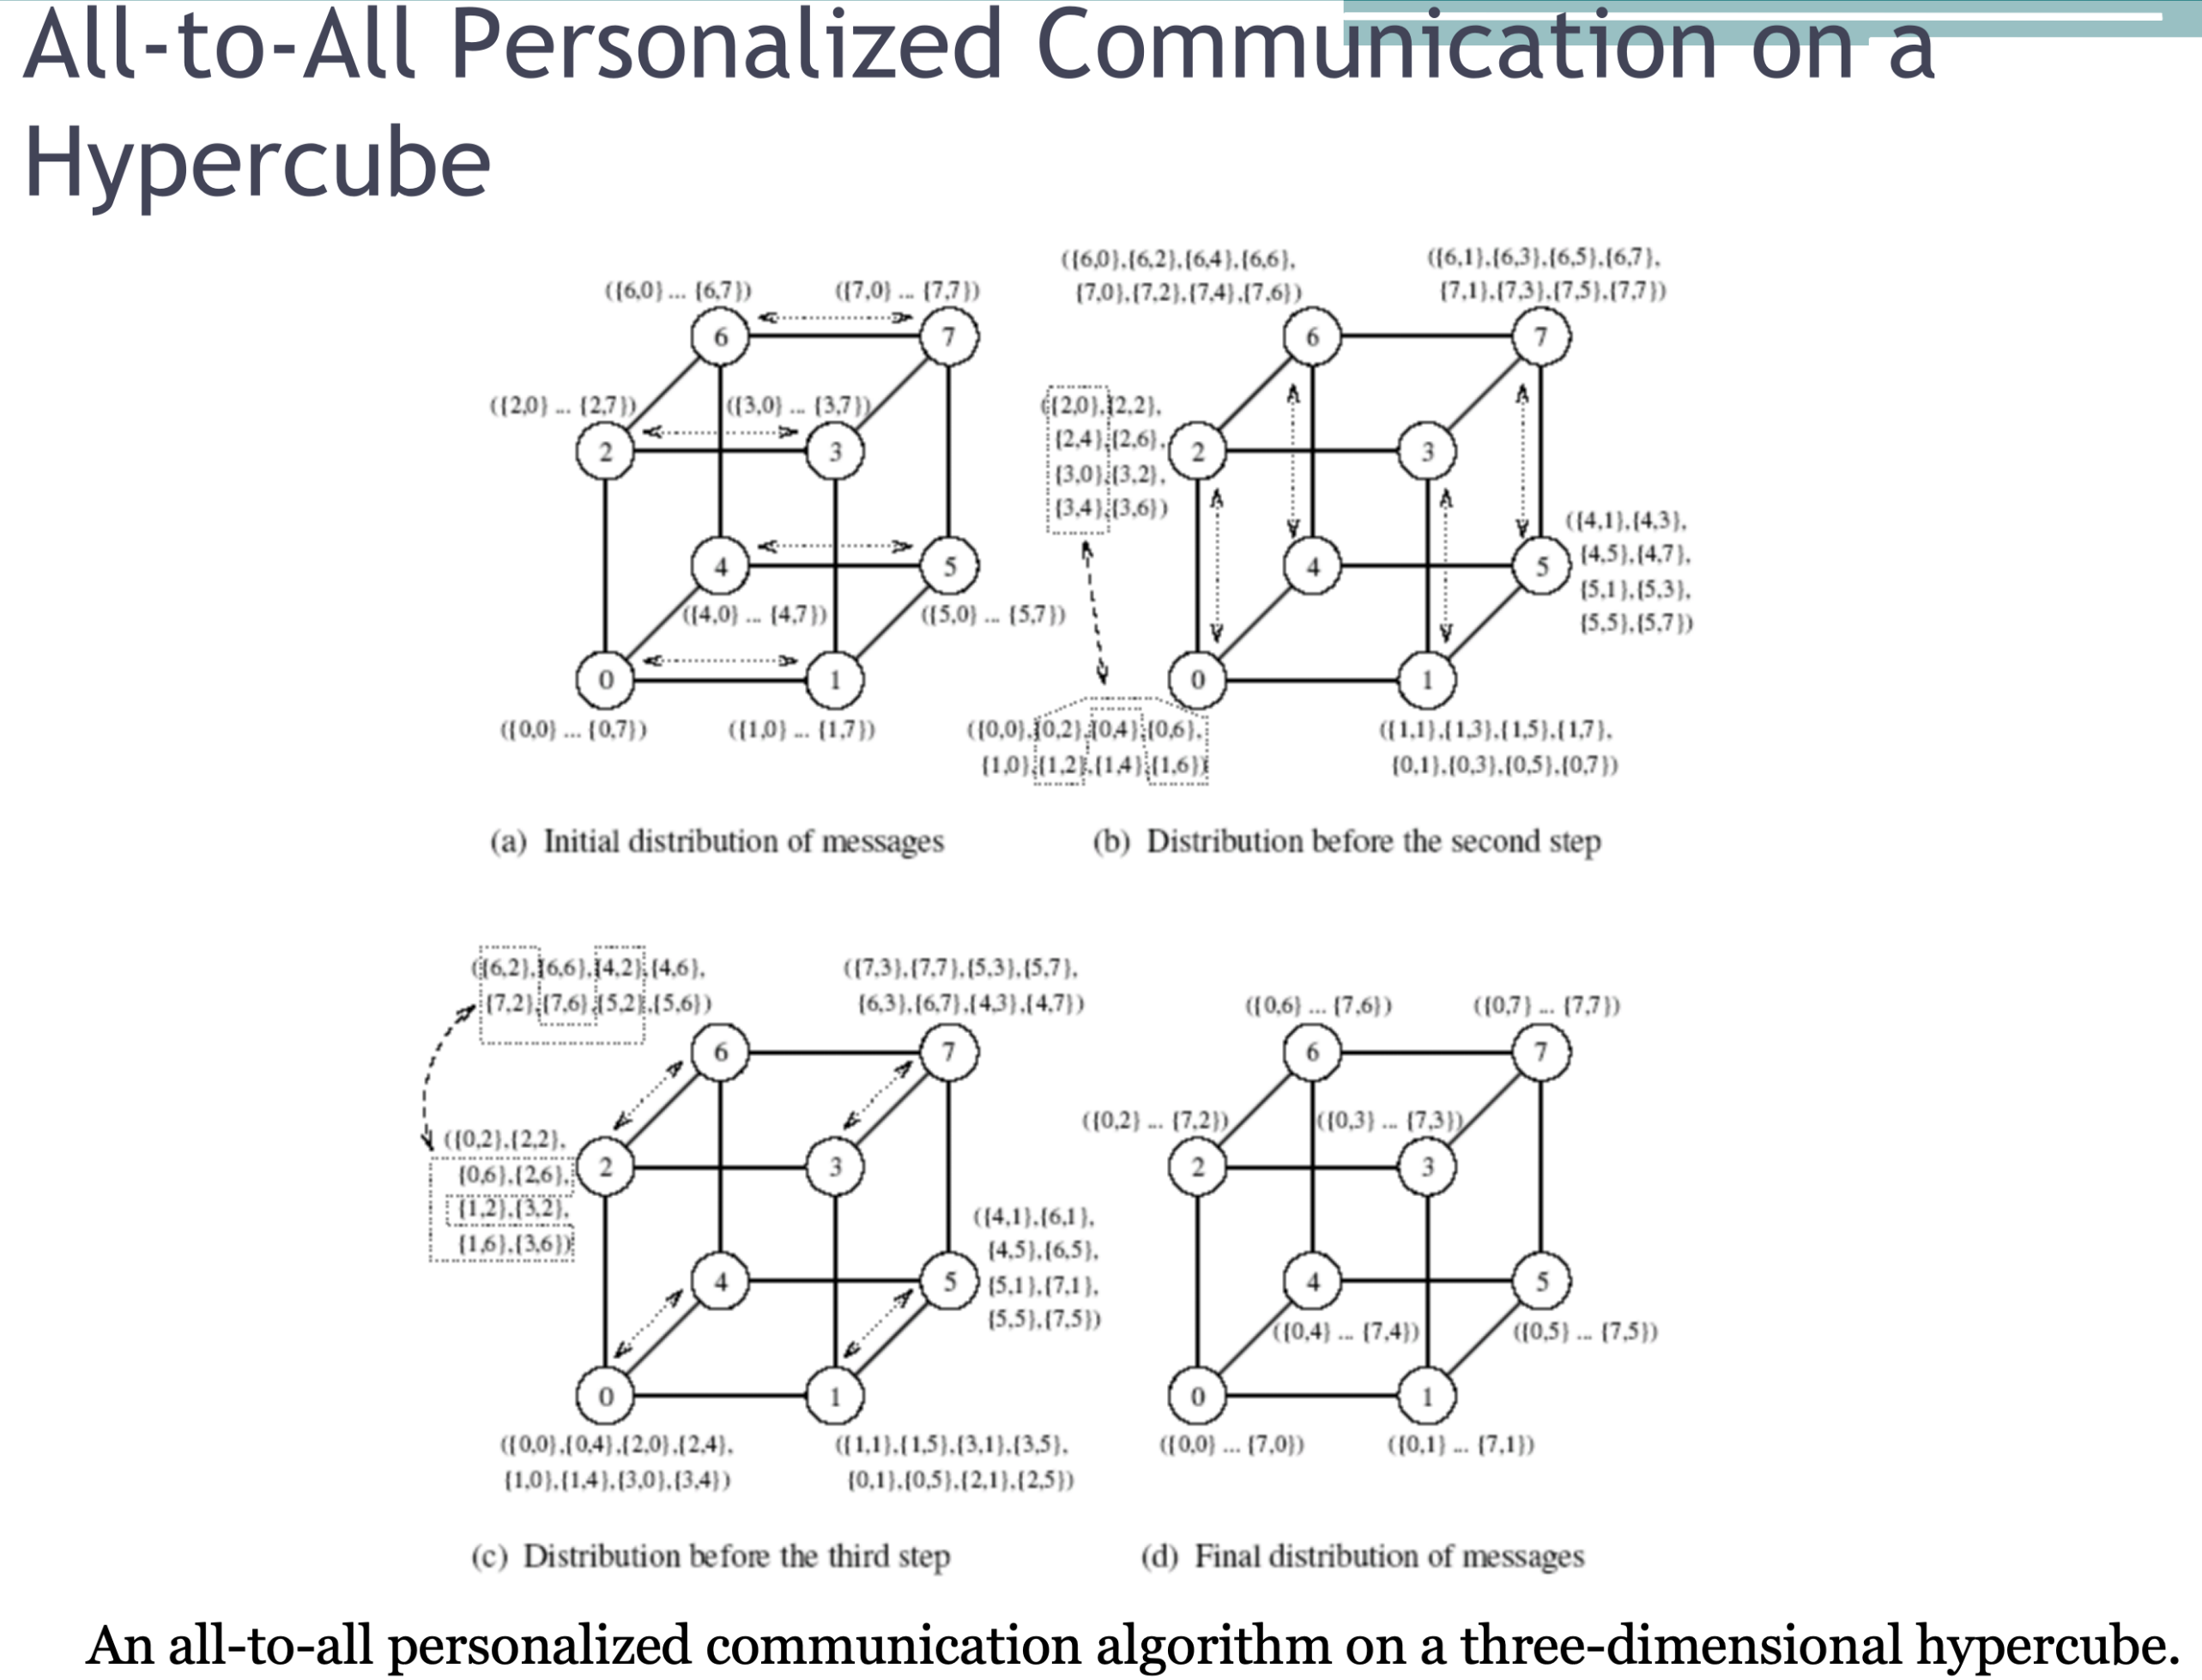 All-to-All Personalized Communication on a
Hypercube
({6,0} ... {6,7})
({7,0} ... {7,7})
6
7
({2,0} ... {2,7})
({3,0} ... {3,7})
2
3
4
5
({4,0} ... {4,7})
({5,0} ... {5,7})
0
1
({0,0} ... {0,7})
({1,0} ... {1,7})
(a) Initial distribution of messages
({6,0},{6,2},{6,4},{6,6},
{7,0},{7,2},{7,4},{7,6})
({6,1},{6,3},{6,5},{6,7},
{7,1},{7,3},{7,5},{7,7})
6
7
({2,0},{2,2},
{2,4},{2,6},
{3,0},{3,2},
{3,4},{3,6})
2
3
4
5
({4,1},{4,3},
{4,5},{4,7},
{5,1},{5,3},
{5,5},{5,7})
0
1
({0,0},{0,2},{0,4},{0,6},
{1,0},{1,2},{1,4},{1,6})
({1,1},{1,3},{1,5},{1,7},
{0,1},{0,3},{0,5},{0,7})
(b) Distribution before the second step
({6,2},{6,6},{4,2},{4,6},
{7,2},{7,6},{5,2},{5,6})
({7,3},{7,7},{5,3},{5,7},
{6,3},{6,7},{4,3},{4,7})
6
7
({0,2},{2,2},
{0,6},{2,6},
{1,2},{3,2},
{1,6},{3,6})
2
3
4
5
({4,1},{6,1},
{4,5},{6,5},
{5,1},{7,1},
{5,5},{7,5})
0
1
({0,0},{0,4},{2,0},{2,4},
{1,0},{1,4},{3,0},{3,4})
({1,1},{1,5},{3,1},{3,5},
{0,1},{0,5},{2,1},{2,5})
(c) Distribution before the third step
({0,6} ... {7,6})
({0,7} ... {7,7})
6
7
({0,2} ... {7,2})
({0,3} ... {7,3})
2
3
4
5
({0,4} ... {7,4})
({0,5} ... {7,5})
0
1
({0,0} ... {7,0})
({0,1} ... {7,1})
(d) Final distribution of messages
An all-to-all personalized communication algorithm on a three-dimensional hypercube.